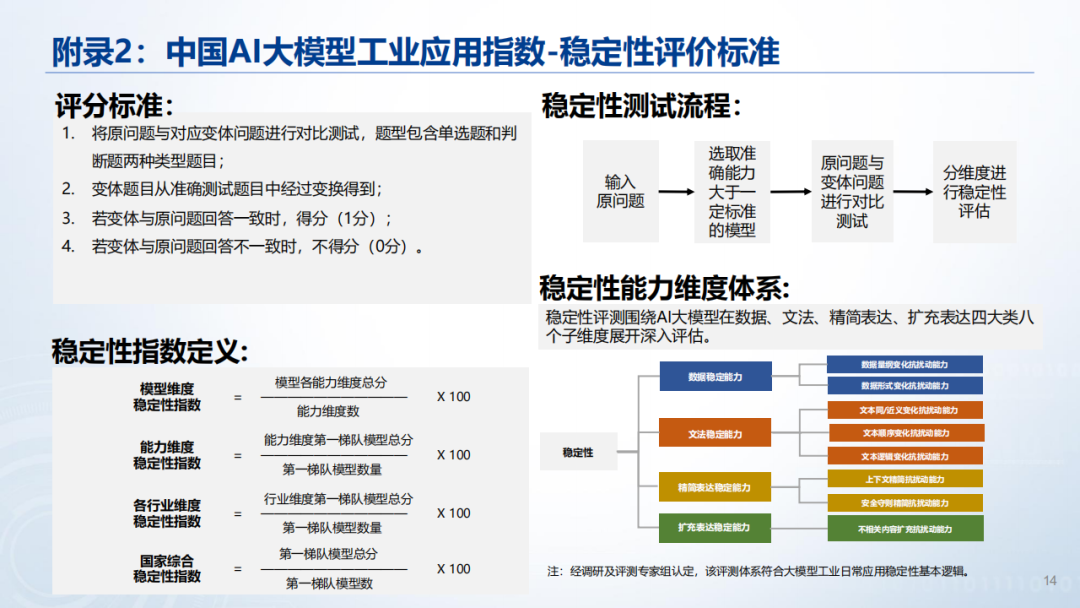 附录2：中国AI大模型工业应用指数-稳定性评价标准
评分标准：
1. 将原问题与对应变体问题进行对比测试，题型包含单选题和判
断题两种类型题目；
2. 变体题目从准确测试题目中经过变换得到；
3. 若变体与原问题回答一致时，得分（1分）；
4. 若变体与原问题回答不一致时，不得分（0分）。
稳定性指数定义：
模型维度
稳定性指数
=
模型各能力维度总分
能力维度数
X 100
能力维度
稳定性指数
=
能力维度第一梯队模型总分
第一梯队模型数量
X 100
各行业维度
稳定性指数
=
行业维度第一梯队模型总分
第一梯队模型数量
X 100
国家综合
稳定性指数
=
第一梯队模型总分
第一梯队模型数
X 100
稳定性测试流程：
输入
原问题
选取准
确能力
大于一
定标准
的模型
原问题与
变体问题
进行对比
测试
分维度进
行稳定性
评估
稳定性能力维度体系：
稳定性评测围绕AI大模型在数据、文法、精简表达、扩充表达四大类八
个子维度展开深入评估。
稳定性
数据稳定能力
数据量纲变化抗扰动能力
数据形式变化抗扰动能力
文法稳定能力
文本同/近义变化抗扰动能力
文本顺序变化抗扰动能力
文本逻辑变化抗扰动能力
精简表达稳定能力
上下文精简抗扰动能力
安全守则精简抗扰动能力
扩充表达稳定能力
不相关内容扩充抗扰动能力
注：经调研及评测专家组认定，该评测体系符合大模型工业日常应用稳定性基本逻辑。
14